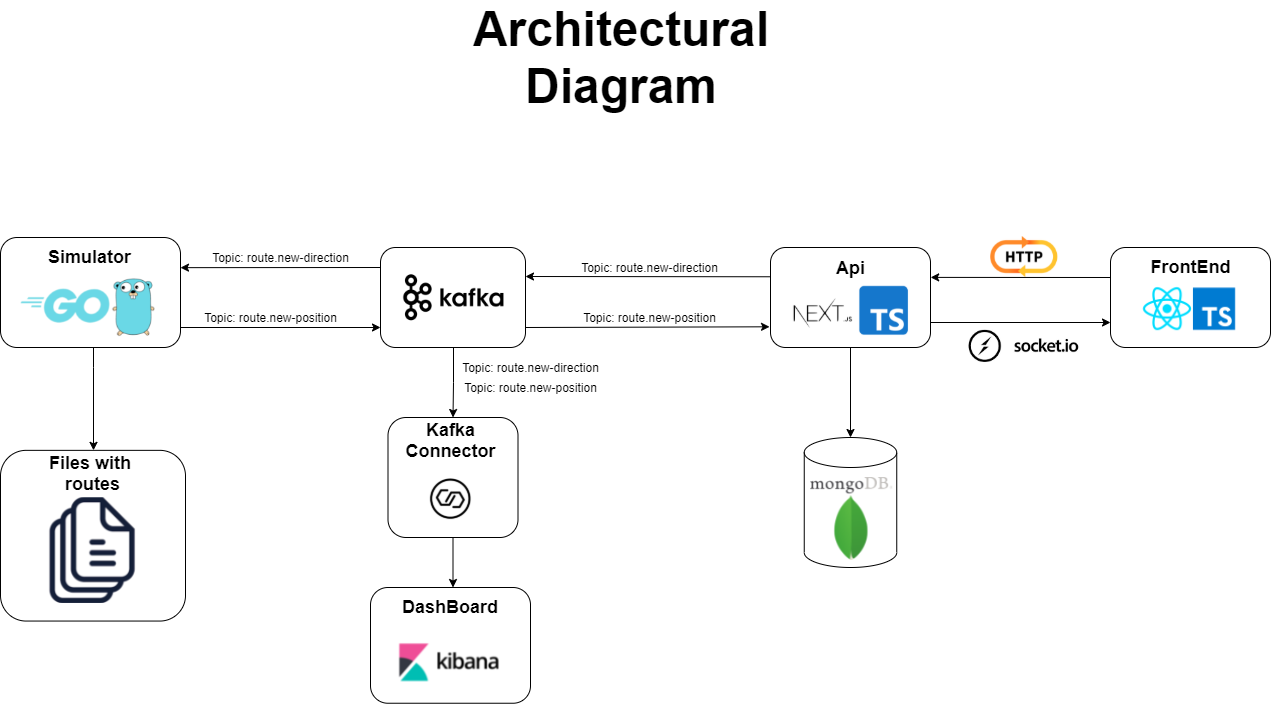 Architectural
Diagram
Simulator
GO
Topic: route.new-direction
Topic: route.new-position
kafka
Topic: route.new-direction
Topic: route.new-position
Api
NEXT.JS
TS
HTTP
socket.io
FrontEnd
TS
Topic: route.new-direction
Topic: route.new-position
Files with
routes
Kafka
Connector
mongoDB.
DashBoard
kibana